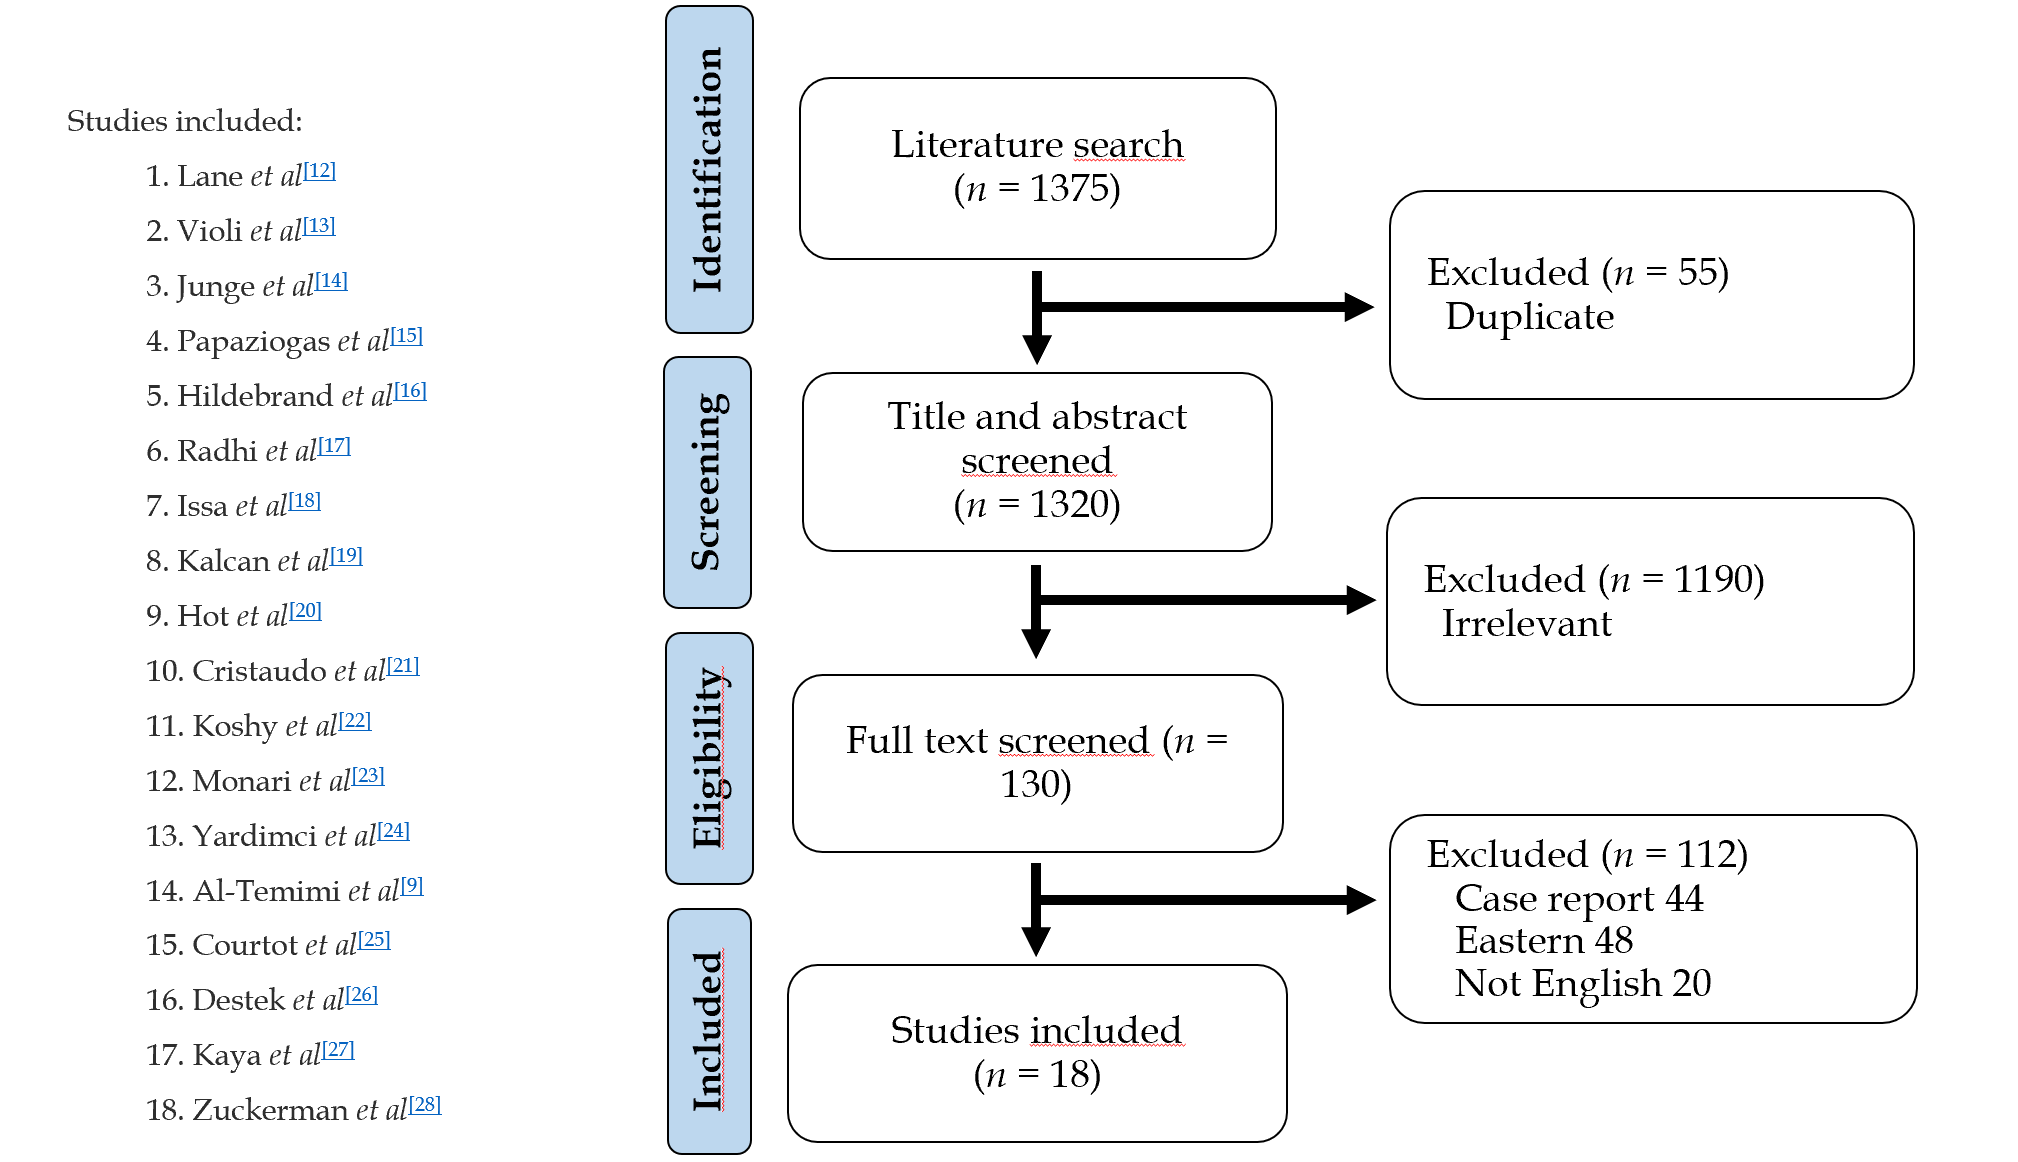 Studies included:
1. Lane et al[12]
2. Violi et al[13]
3. Junge et al[14]
4. Papaziogas et al[15]
5. Hildebrand et al[16]
6. Radhi et al[17]
7. Issa et al[18]
8. Kalcan et al[19]
9. Hot et al[20]
10. Cristaudo et al[21]
11. Koshy et al[22]
12. Monari et al[23]
13. Yardimci et al[24]
14. Al-Temimi et al[9]
15. Courtot et al[25]
16. Destek et al[26]
17. Kaya et al[27]
18. Zuckerman et al[28]
Identification
Literature search
(n = 1375)
Excluded (n = 55)
Duplicate
Screening
Title and abstract
screened
(n = 1320)
Excluded (n = 1190)
Irrelevant
Eligibility
Full text screened (n =
130)
Excluded (n = 112)
Case report 44
Eastern 48
Not English 20
Included
Studies included
(n = 18)